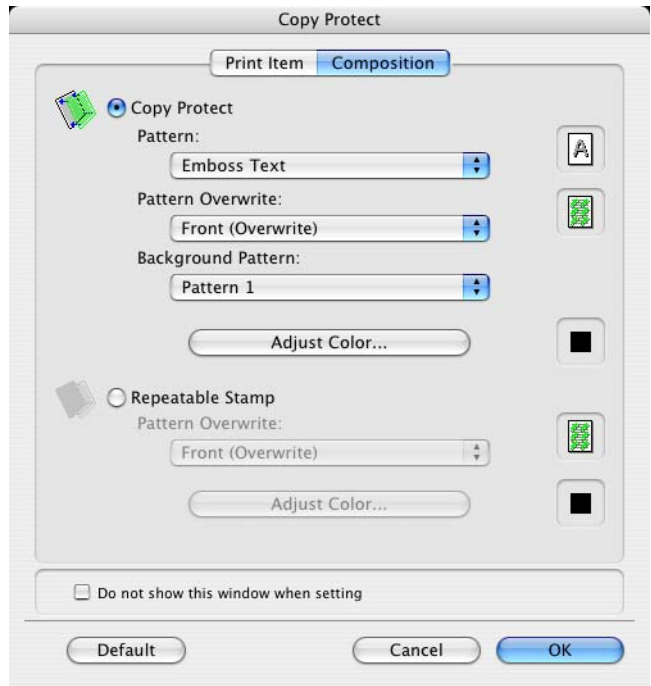 Copy Protect
Print Item Composition
Copy Protect
Pattern:
Emboss Text
A
Pattern Overwrite:
Front (Overwrite)
Background Pattern:
Pattern 1
Adjust Color...
Repeatable Stamp
Pattern Overwrite:
Front (Overwrite)
Adjust Color...
Do not show this window when setting
Default Cancel OK